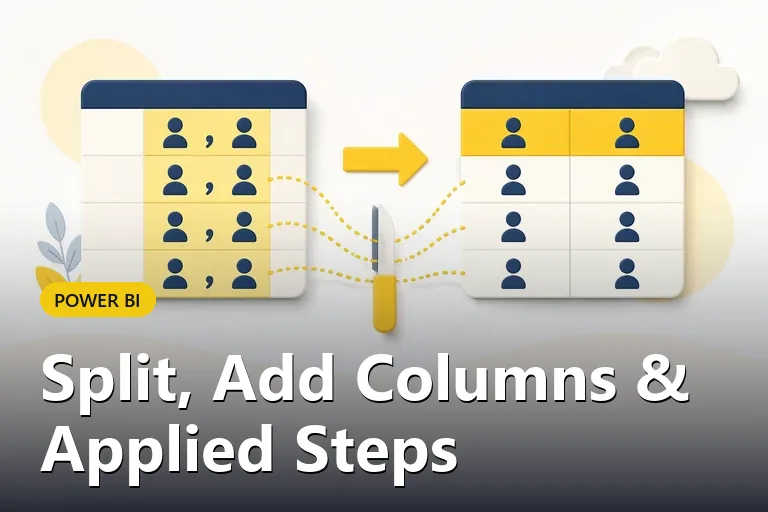 ,
,
,
,
POWER BI
Split, Add Columns &
Applied Steps